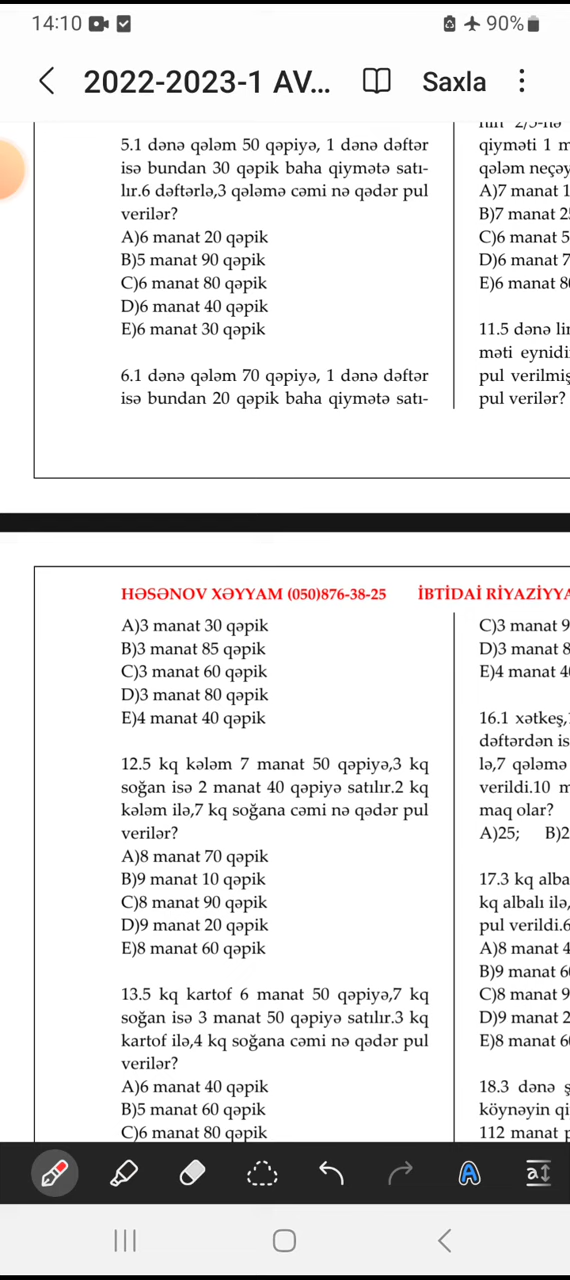 14:10
90%
2022-2023-1 AV...
Saxla
5.1 dənə qələm 50 qəpiyə, 1 dənə dəftər
isə bundan 30 qəpik baha qiymətə satı-
lır.6 dəftərlə,3 qələmə cəmi nə qədər pul
verilər?
A)6 manat 20 qəpik
B)5 manat 90 qəpik
C)6 manat 80 qəpik
D)6 manat 40 qəpik
E)6 manat 30 qəpik
6.1 dənə qələm 70 qəpiyə, 1 dənə dəftər
isə bundan 20 qəpik baha qiymətə satı-
qiyməti 1 m
qələm neçəy
A)7 manat 1
B)7 manat 2
C)6 manat 5
D)6 manat 7
E)6 manat 8
11.5 dənə
məti eynidi
pul verilmiş
pul verilər?
HƏSƏNOV XƏYYAM (050)876-38-25 İBTİDAİ RİYAZİYYA
A)3 manat 30 qəpik
B)3 manat 85 qəpik
C)3 manat 60 qəpik
D)3 manat 80 qəpik
E)4 manat 40 qəpik
12.5 kq kələm 7 manat 50 qəpiyə,3 kq
soğan isə 2 manat 40 qəpiyə satılır.2 kq
kələm ilə,7 kq soğana cəmi nə qədər pul
verilər?
A)8 manat 70 qəpik
B)9 manat 10 qəpik
C)8 manat 90 qəpik
D)9 manat 20 qəpik
E)8 manat 60 qəpik
13.5 kq kartof 6 manat 50 qəpiyə,7 kq
soğan isə 3 manat 50 qəpiyə satılır.3 kq
kartof ilə,4 kq soğana cəmi nə qədər pul
verilər?
A)6 manat 40 qəpik
B)5 manat 60 qəpik
C)6 manat 80 qəpik
C)3 manat 9
D)3 manat 8
E)4 manat 4
16.1 xətkeş,
dəftərdən is
lə,7 qələmə
verildi.10 m
maq olar?
A)25; B)2
17.3 kq alba
kq albalı ilə,
pul verildi.6
A)8 manat 4
B)9 manat 6
C)8 manat 9
D)9 manat 2
E)8 manat 6
18.3 dənə ş
köynəyin qi
112 manat p